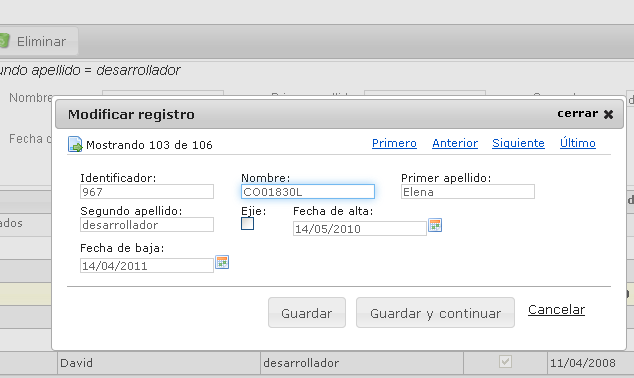 Eliminar
undo apellido = desarrollador
Nombre
Fecha d
Modificar registro
cerrar
Mostrando 103 de 106
Primero Anterior Siguiente Último
Identificador: Nombre: Primer apellido:
967 CO01830L Elena
Segundo apellido: Ejie: Fecha de alta:
desarrollador 14/05/2010
ados
Fecha de baja:
14/04/2011
Guardar Guardar y continuar Cancelar
David desarrollador 11/04/2008